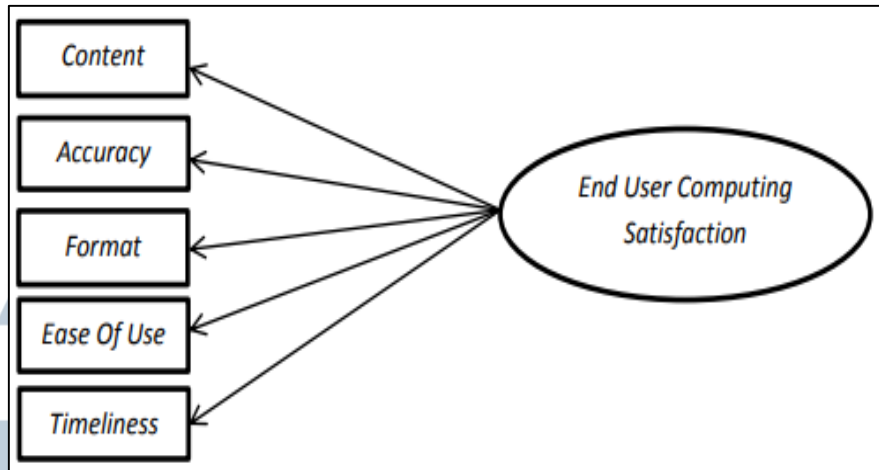 Content
Accuracy
Format
Ease Of Use
Timeliness
End User Computing
Satisfaction